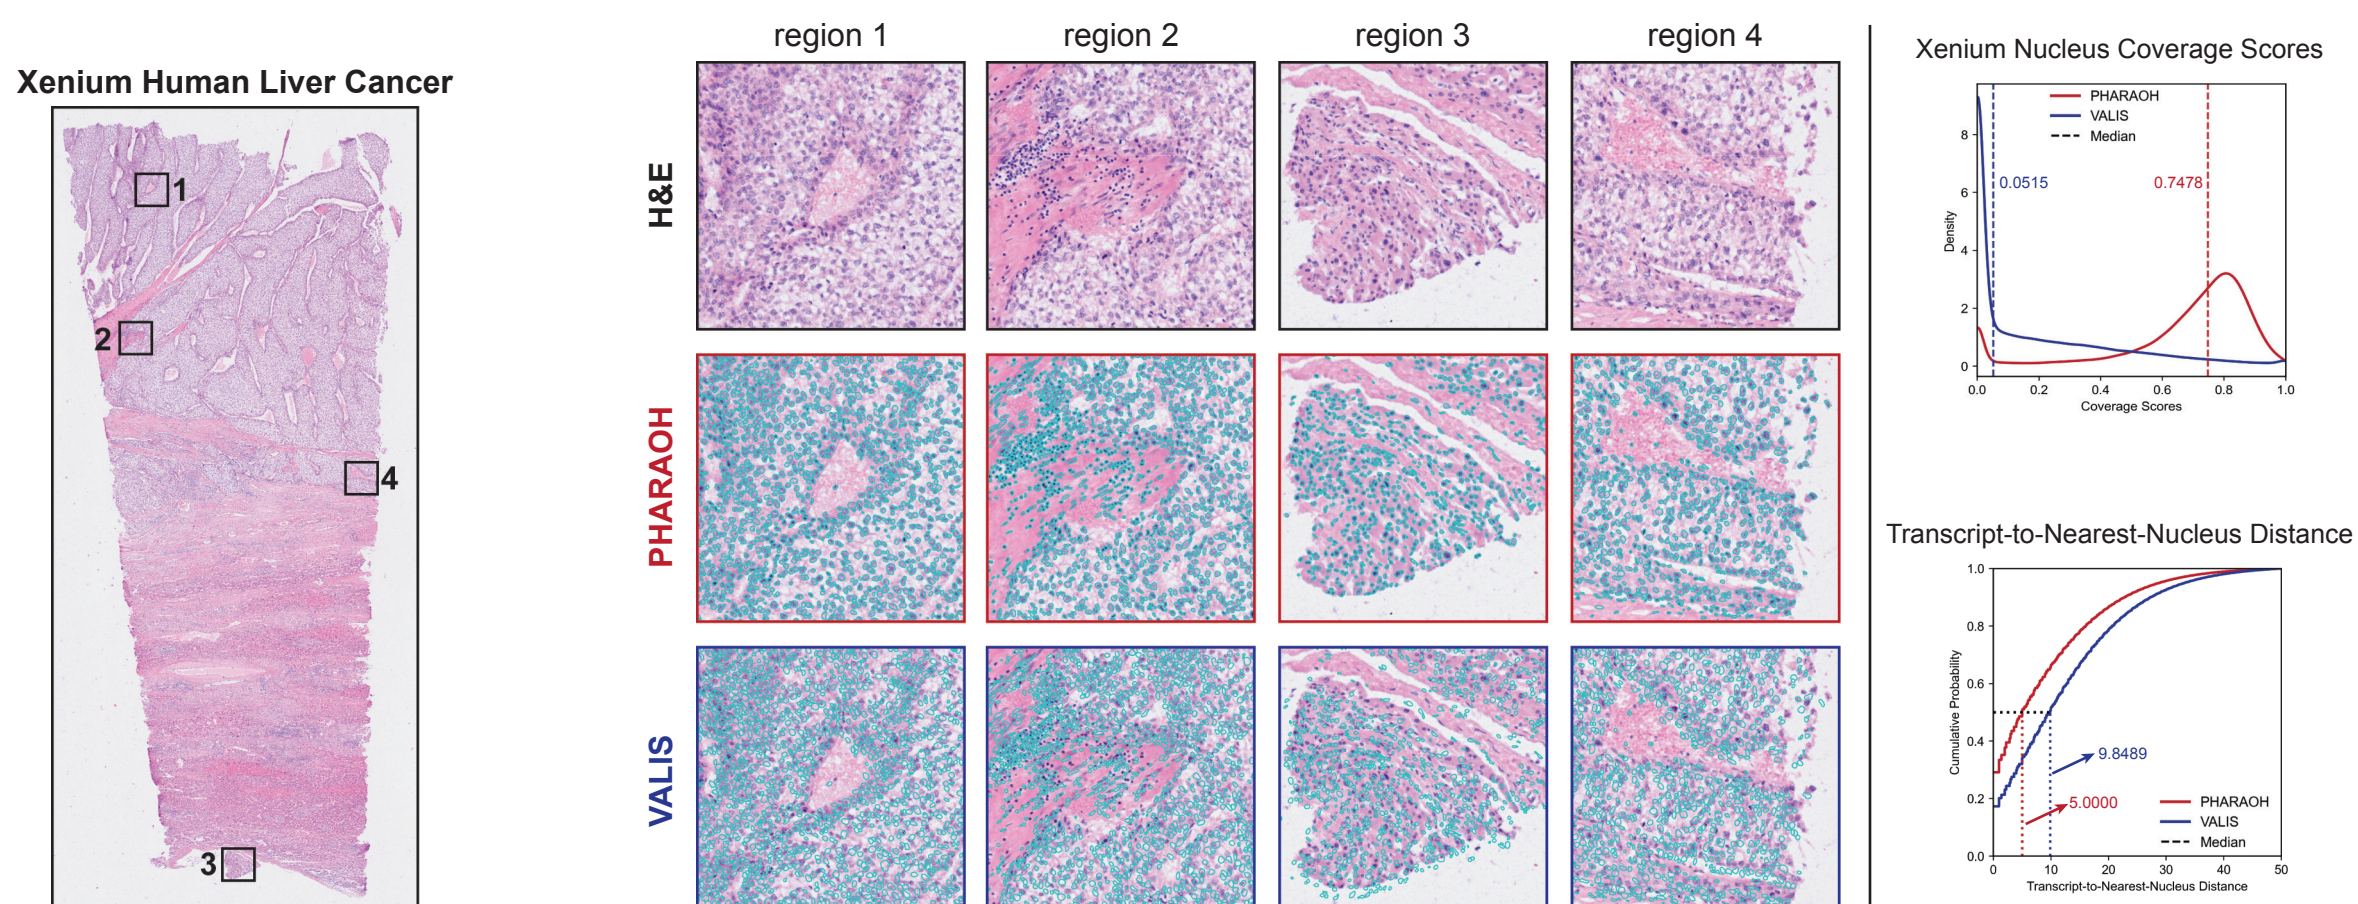 Xenium Human Liver Cancer
1
2
4
3
region 1
region 2
region 3
region 4
H&E
PHARAOH
VALIS
Xenium Nucleus Coverage Scores
PHARAOH
VALIS
Median
0.0515
0.7478
Density
8
6
4
2
0
0.0
0.2
0.4
0.6
0.8
1.0
Coverage Scores
Transcript-to-Nearest-Nucleus Distance
1.0
0.8
0.6
0.4
0.2
0.0
Cumulative Probability
9.8489
5.0000
PHARAOH
VALIS
Median
0
10
20
30
40
50
Transcript-to-Nearest-Nucleus Distance